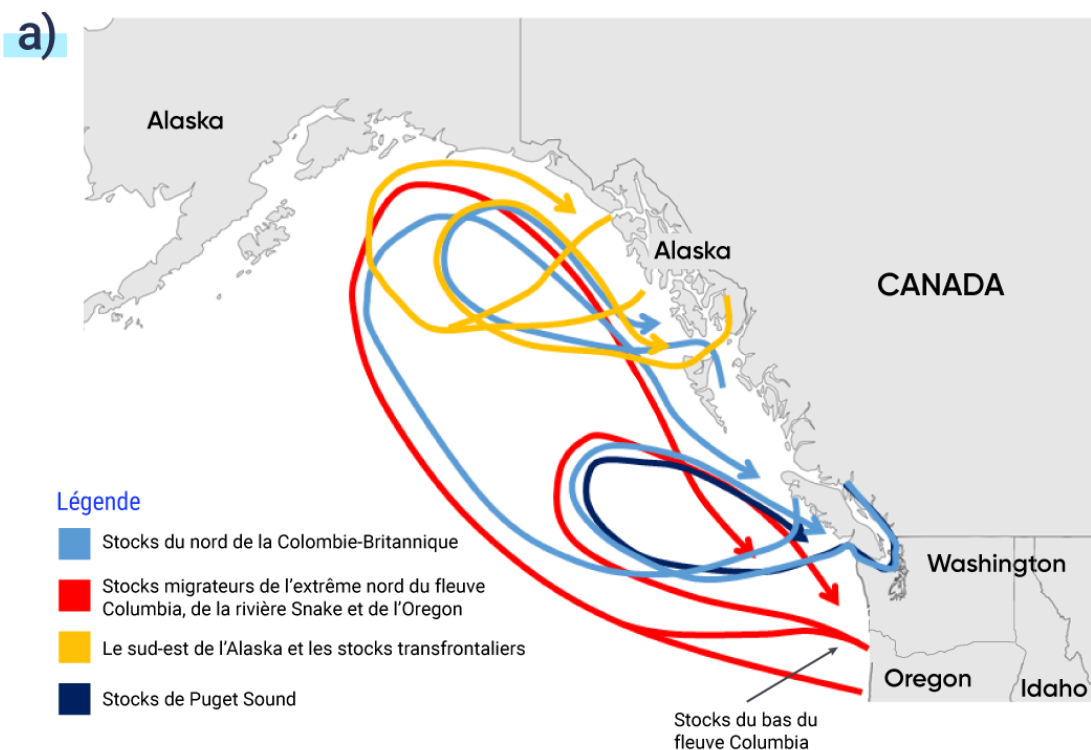 a)
Alaska
Alaska
CANADA
Légende
Stocks du nord de la Colombie-Britannique
Stocks migrateurs de l'extrême nord du fleuve
Columbia, de la rivière Snake et de l'Oregon
Le sud-est de l'Alaska et les stocks transfrontaliers
Stocks de Puget Sound
Washington
Oregon
Idaho
Stocks du bas du
fleuve Columbia